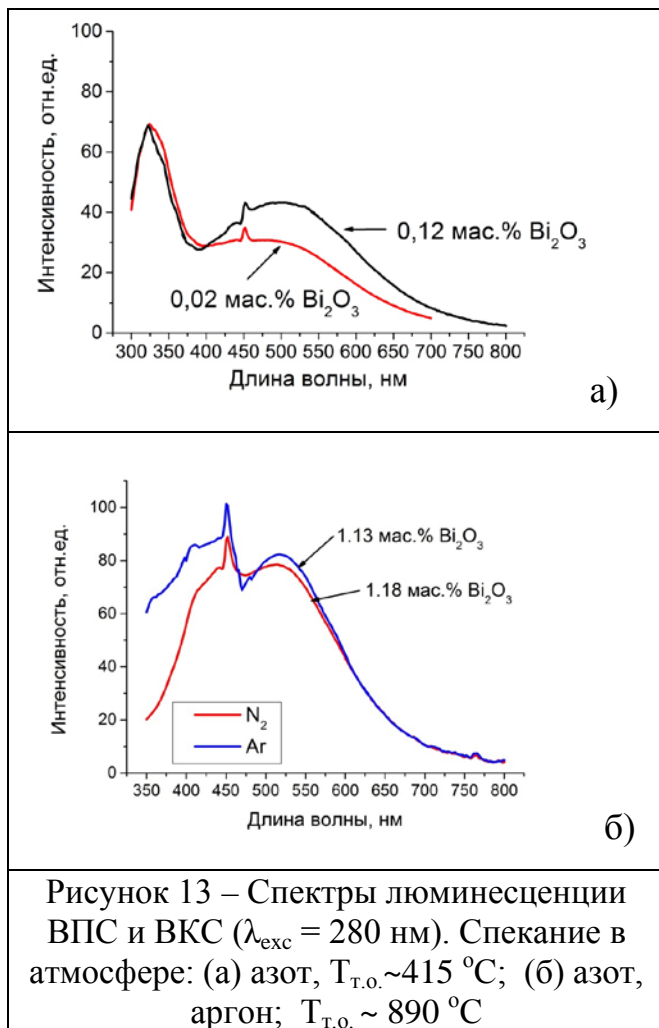 100
80
60
40
20
0
Интенсивность, отн.ед.
0,12 мас.% Bi₂O₃
0,02 мас.% Bi₂O₃
300 350 400 450 500 550 600 650 700 750 800
Длина волны, нм
а)
100
80
60
40
20
0
Интенсивность, отн.ед.
1.13 мас.% Bi₂O₃
1.18 мас.% Bi₂O₃
N₂
Ar
350 400 450 500 550 600 650 700 750 800
Длина волны, нм
б)
Рисунок 13 – Спектры люминесценции
ВПС и ВКС (λexc = 280 нм). Спекание в
атмосфере: (а) азот, Tт.о.~415 °С; (б) азот,
аргон; Tт.о. ~ 890 °С